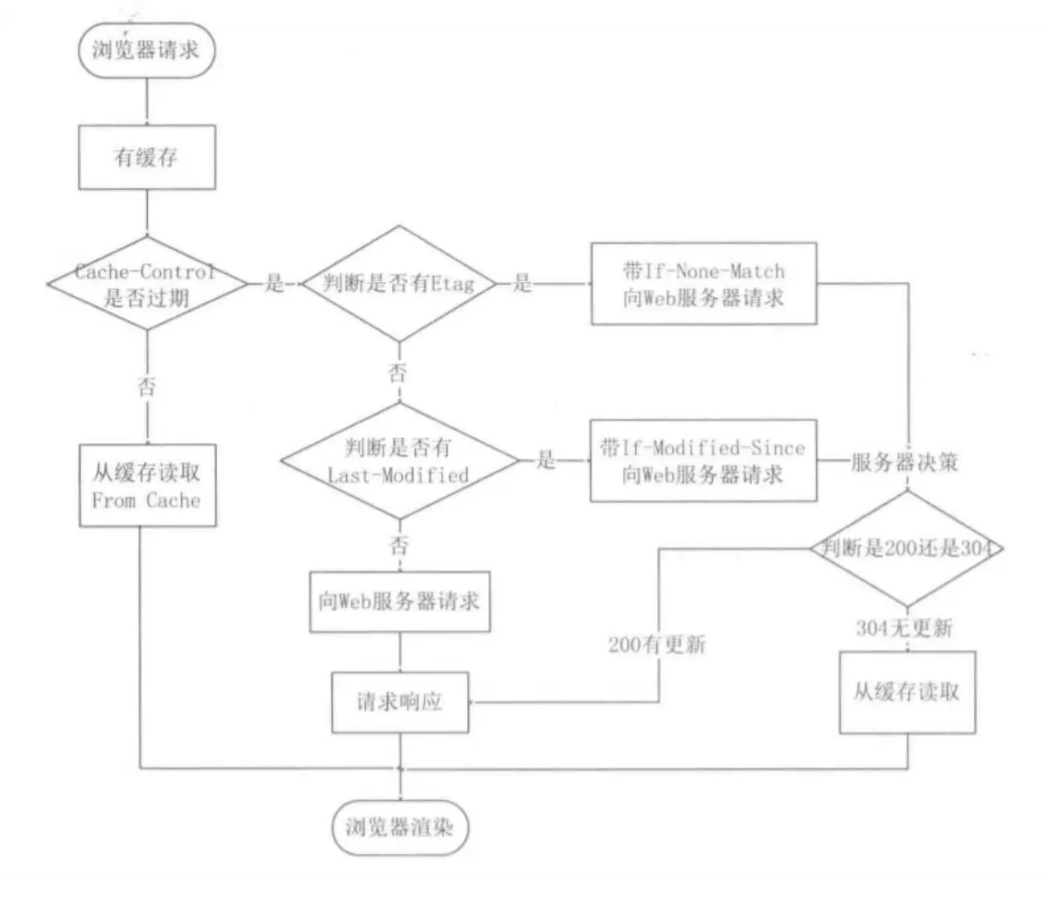 浏览器请求
有缓存
Cache-Control
是否过期
是
判断是否有Etag
是
带If-None-Match
向Web服务器请求
否
否
判断是否有
Last-Modified
是
带If-Modified-Since
向Web服务器请求
服务器决策
从缓存读取
From Cache
否
判断是200还是304
向Web服务器请求
200有更新
304无更新
请求响应
从缓存读取
浏览器渲染